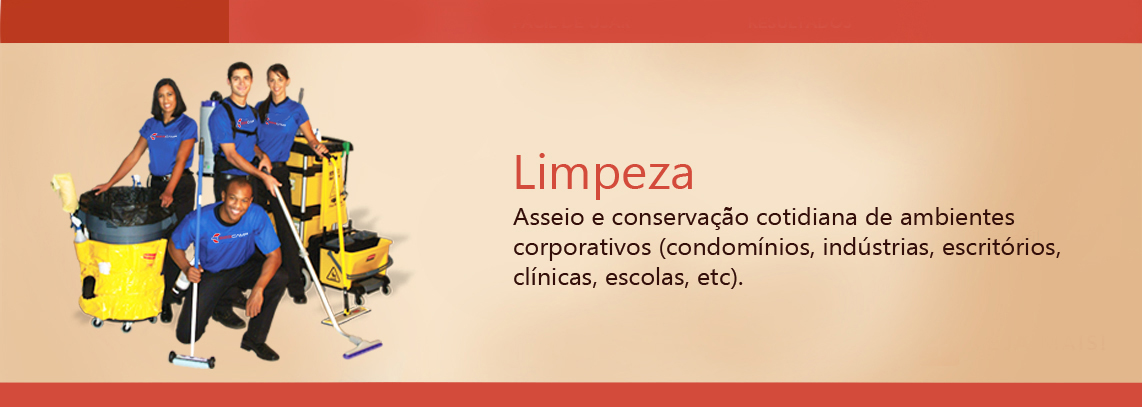 Limpeza
Asseio e conservação cotidiana de ambientes
corporativos (condomínios, indústrias, escritórios,
clínicas, escolas, etc).